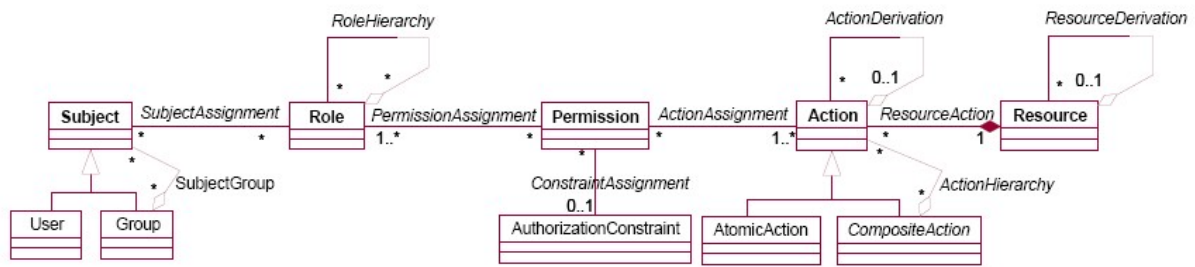 RoleHierarchy
ActionDerivation
ResourceDerivation
* *
* 0..1
* 0..1
Subject SubjectAssignment Role PermissionAssignment Permission ActionAssignment Action ResourceAction Resource
* * 1..* * * 1..* * 1
* * *
SubjectGroup
* ConstraintAssignment * ActionHierarchy
0..1
User Group AuthorizationConstraint AtomicAction CompositeAction